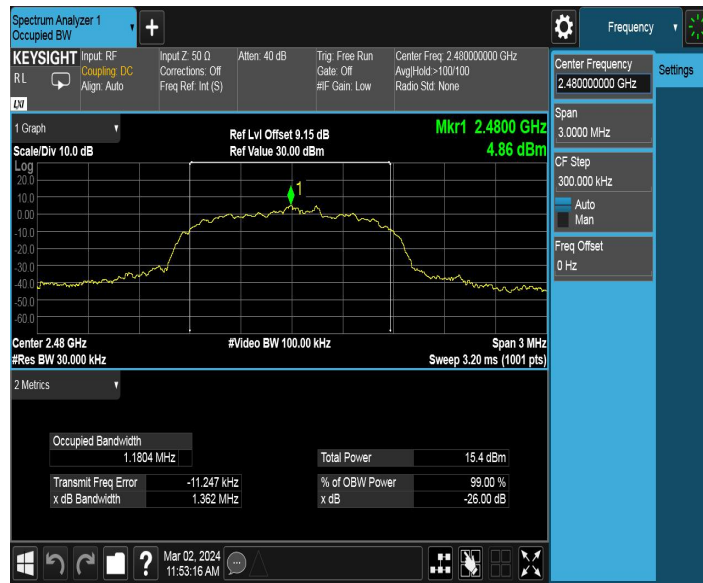 Spectrum Analyzer 1
Occupied BW
+
Frequency
KEYSIGHT
RL
LXI
Input: RF
Coupling: DC
Align: Auto
Input Z: 50 Ω
Corrections: Off
Freq Ref: Int (S)
Atten: 40 dB
Trig: Free Run
Gate: Off
#IF Gain: Low
Center Freq: 2.480000000 GHz
Avg|Hold:>100/100
Radio Std: None
Center Frequency
2.480000000 GHz
Settings
Span
3.0000 MHz
CF Step
300.000 kHz
Auto
Man
Freq Offset
0 Hz
1 Graph
Scale/Div 10.0 dB
Ref Lvl Offset 9.15 dB
Ref Value 30.00 dBm
Mkr1 2.4800 GHz
4.86 dBm
Log
20.0
10.0
0.00
-10.0
-20.0
-30.0
-40.0
-50.0
-60.0
1
Center 2.48 GHz
#Res BW 30.000 kHz
#Video BW 100.00 kHz
Span 3 MHz
Sweep 3.20 ms (1001 pts)
2 Metrics
Occupied Bandwidth
1.1804 MHz
Total Power 15.4 dBm
Transmit Freq Error -11.247 kHz
% of OBW Power 99.00 %
x dB Bandwidth 1.362 MHz
x dB -26.00 dB
?
Mar 02, 2024
11:53:16 AM